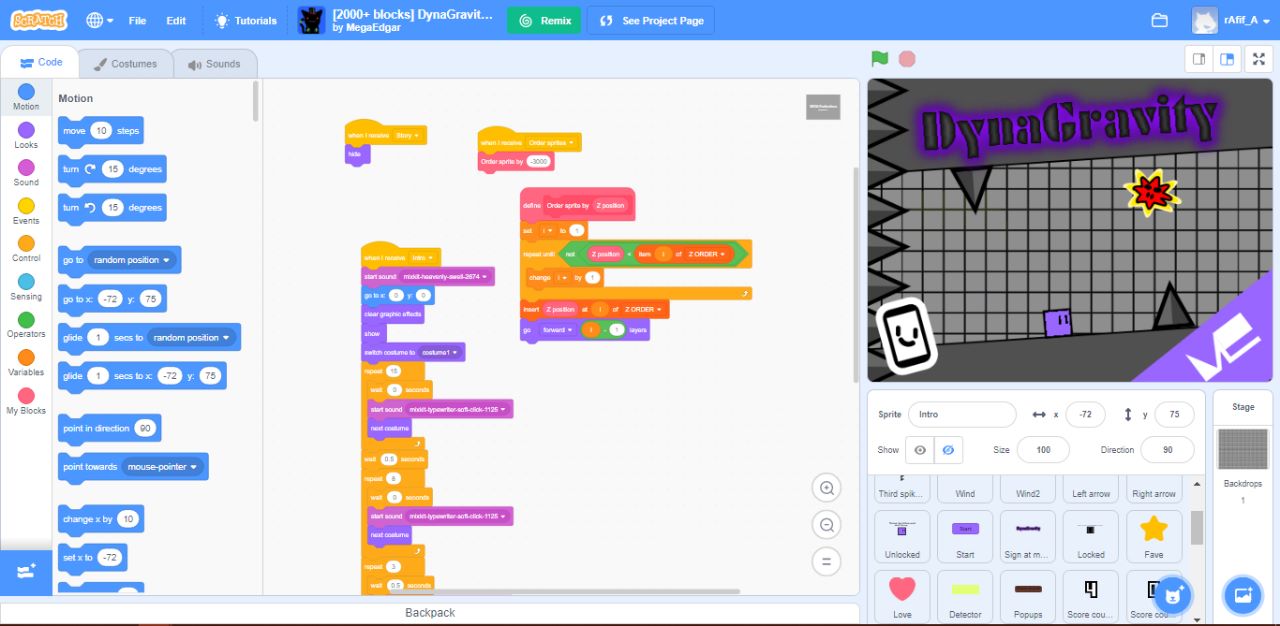 SCRATCH
File
Edit
Tutorials
[2000+ blocks] DynaGravit...
by MegaEdgar
Remix
See Project Page
rAfif_A
Code
Costumes
Sounds
Motion
Looks
Sound
Events
Control
Sensing
Operators
Variables
My Blocks
Motion
move 10 steps
turn 15 degrees
turn 15 degrees
go to random position
go to x: -72 y: 75
glide 1 secs to random position
glide 1 secs to x: -72 y: 75
point in direction 90
point towards mouse-pointer
change x by 10
set x to -72
when I receive Story
hide
when I receive Order sprites
Order sprite by -3000
define Order sprite by Z position
set i to 1
repeat until not Z position < item i of Z ORDER
change i by 1
insert Z position at i of Z ORDER
go forward i - 1 layers
when I receive Intro
start sound mixkit-heavenly-swell-2674
go to x: 0 y: 0
clear graphic effects
show
switch costume to costume1
repeat 15
wait 0 seconds
start sound mixkit-typewriter-soft-click-1125
next costume
wait 0.5 seconds
repeat 8
wait 0 seconds
start sound mixkit-typewriter-soft-click-1125
next costume
repeat 3
wait 0.5 seconds
Backpack
DynaGravity
Sprite Intro
x -72
y 75
Show
Size 100
Direction 90
Stage
Backdrops
1
Third spik...
Wind
Wind2
Left arrow
Right arrow
Unlocked
Start
Start
DynaGravity
Sign at m...
Locked
Fave
Love
Detector
Popups
Score cou...
Score cou